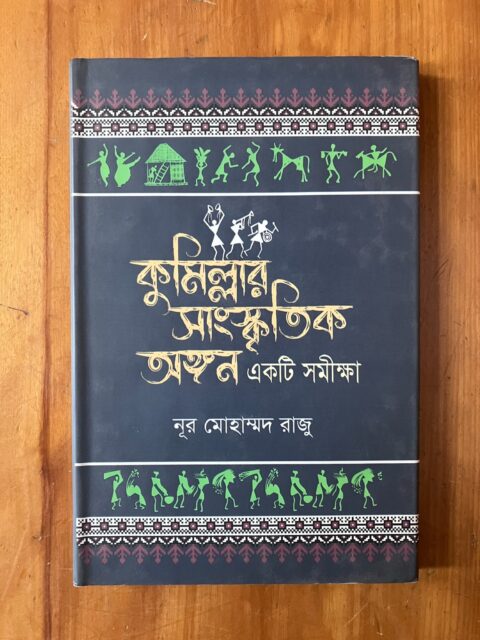 কুমিল্লার
সাংস্কৃতিক
অঙ্গন একটি সমীক্ষা
নূর মোহাম্মদ রাজু